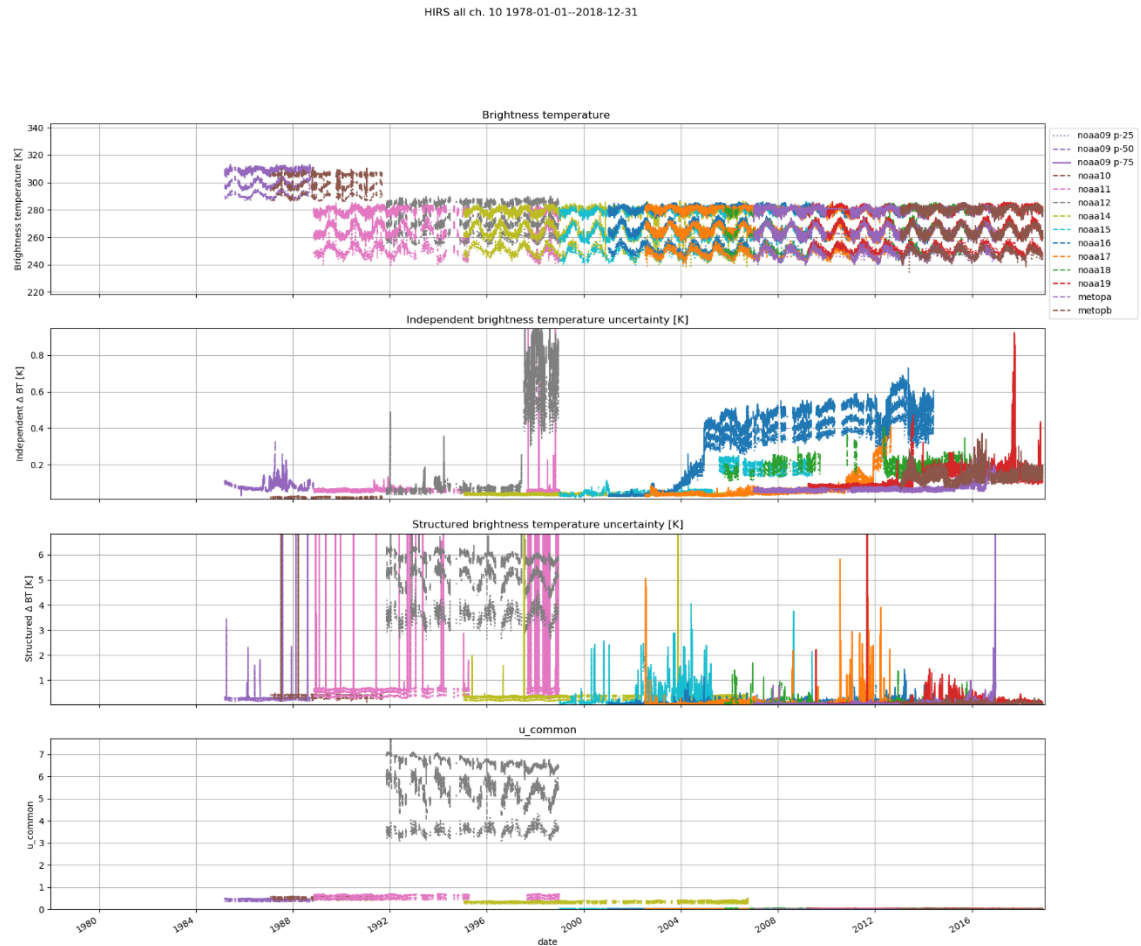 HIRS all ch. 10 1978-01-01--2018-12-31
Brightness temperature
Brightness temperature [K]
340
320
300
280
260
240
220
noaa09 p-25
noaa09 p-50
noaa09 p-75
noaa10
noaa11
noaa12
noaa14
noaa15
noaa16
noaa17
noaa18
noaa19
metopa
metopb
Independent brightness temperature uncertainty [K]
Independent Δ BT [K]
0.8
0.6
0.4
0.2
Structured brightness temperature uncertainty [K]
Structured Δ BT [K]
6
5
4
3
2
1
u_common
u_common
7
6
5
4
3
2
1
0
1980
1984
1988
1992
1996
2000
2004
2008
2012
2016
date